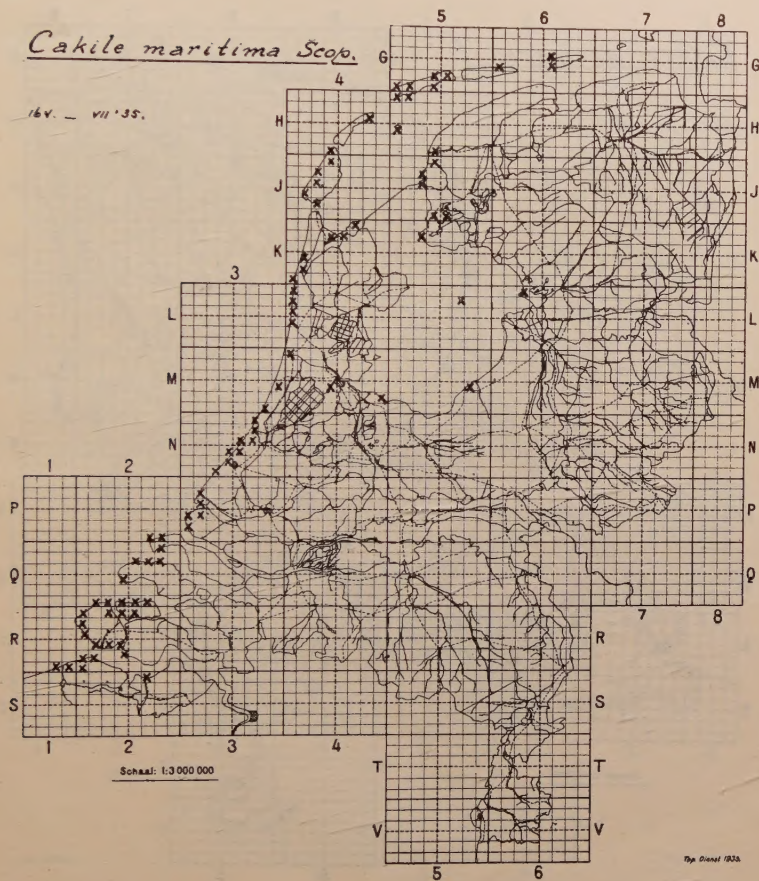 5 6 7 8
Cakile maritima Scop.
G G
4
16 V. _ VII '35.
H H
J J
K K
3
L L
M M
N N
1 2
P P
Q Q
7 8
R R
S S
1 2 3 4
Schaal: 1:3 000 000
T T
V V
Top. Dienst 1933.
5 6